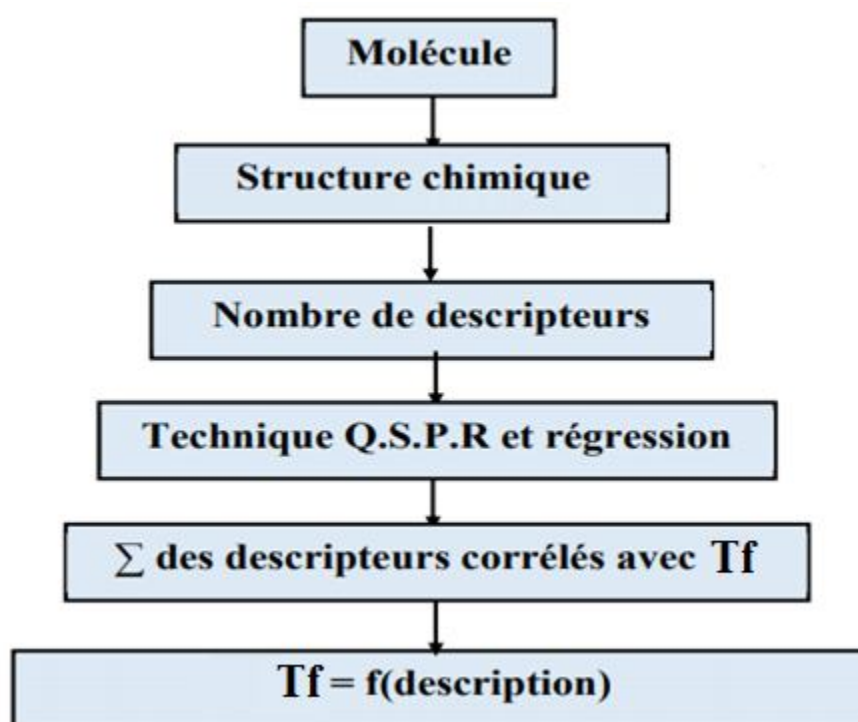 Molécule
Structure chimique
Nombre de descripteurs
Technique Q.S.P.R et régression
∑ des descripteurs corrélés avec Tf
Tf = f(description)